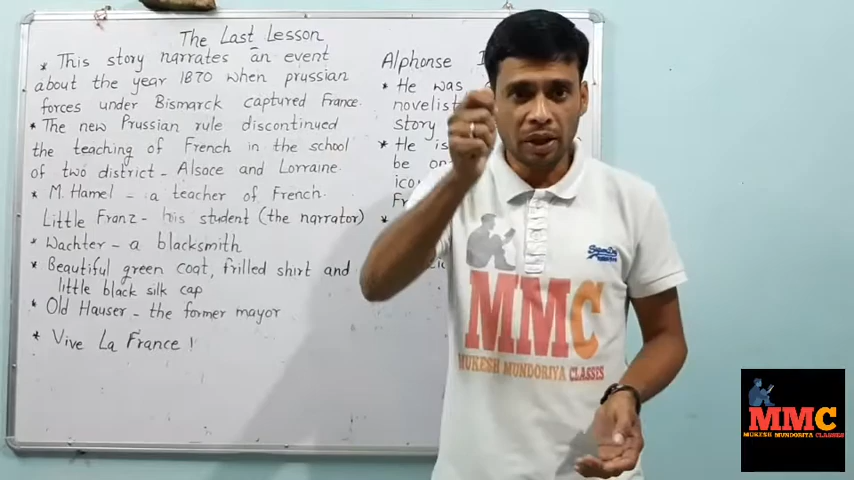 The Last Lesson
* This story narrates an event
about the year 1870 when prussian
forces under Bismarck captured France.
* The new Prussian rule discontinued
the teaching of French in the school
of two district - Alsace and Lorraine.
* M. Hamel - a teacher of French.
Little Franz - his student (the narrator)
* Wachter - a blacksmith
* Beautiful green coat, frilled shirt and
little black silk cap
* Old Hauser - the former mayor
* Vive La France !
Alphonse
* He was
novelist
story
* He is
been on
MMC
MUKESH MUNDORIYA CLASSES
Superdry
MMC
MUKESH MUNDORIYA CLASSES